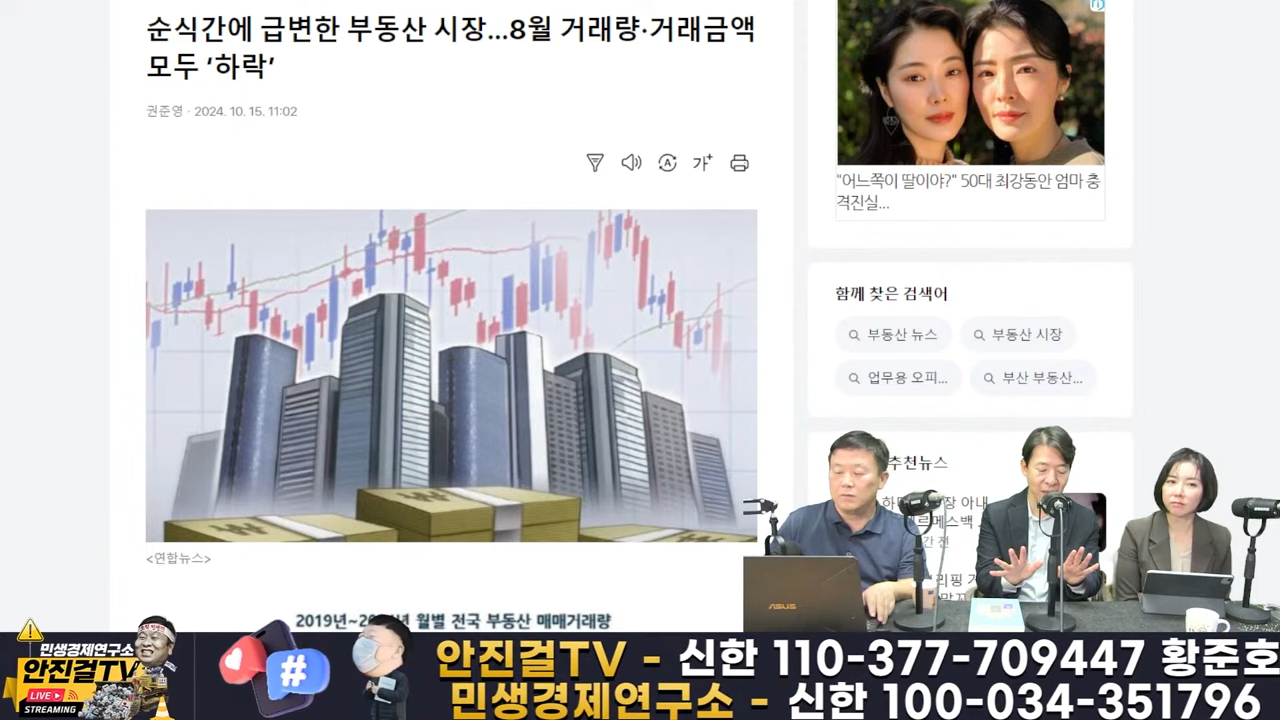 순식간에 급변한 부동산 시장...8월 거래량·거래금액
모두 ‘하락’
권준영 · 2024. 10. 15. 11:02
가+
<연합뉴스>
월별 전국 부동산 매매거래량
"어느쪽이 딸이야?" 50대 최강동안 엄마 충
격진실...
함께 찾은 검색어
부동산 뉴스
부동산 시장
업무용 오피...
부산 부동산...
추천뉴스
ASUS
민생경제연구소
안진걸TV
LIVE
STREAMING
#
안진걸TV - 신한 110-377-709447 황준호
민생경제연구소 - 신한 100-034-351796